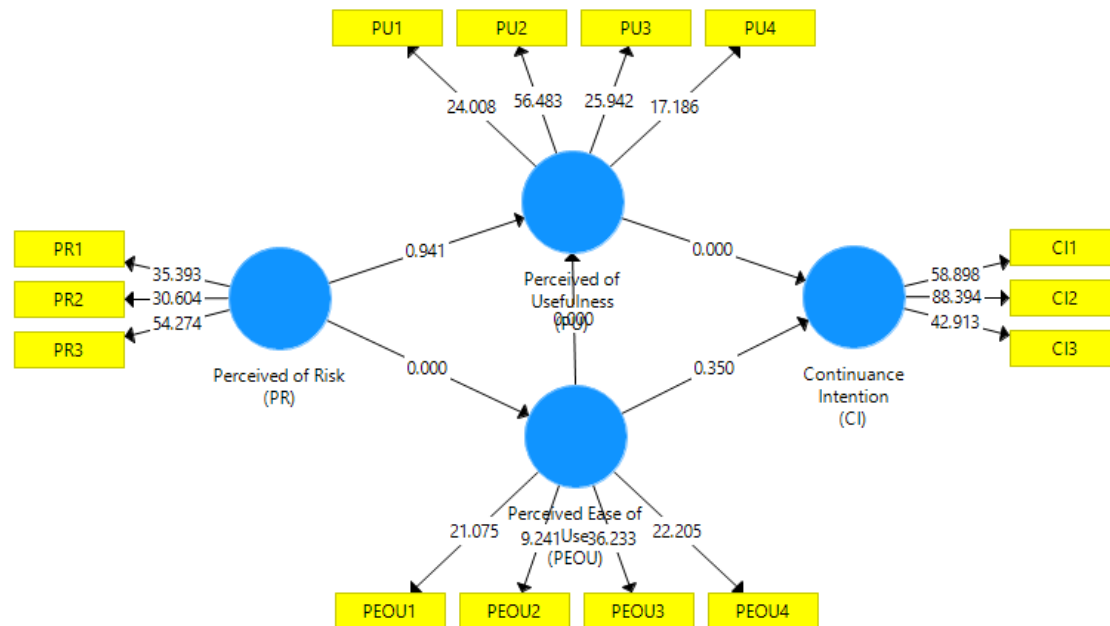 PU1 PU2 PU3 PU4
24.008 56.483 25.942 17.186
PR1
PR2
PR3
35.393
30.604
54.274
Perceived of Risk
(PR)
0.941
0.000
Perceived of
Usefulness
(PU)
0.000
0.000
0.350
Continuance
Intention
(CI)
58.898
88.394
42.913
CI1
CI2
CI3
Perceived Ease of
Use
(PEOU)
21.075 9.241 36.233 22.205
PEOU1 PEOU2 PEOU3 PEOU4